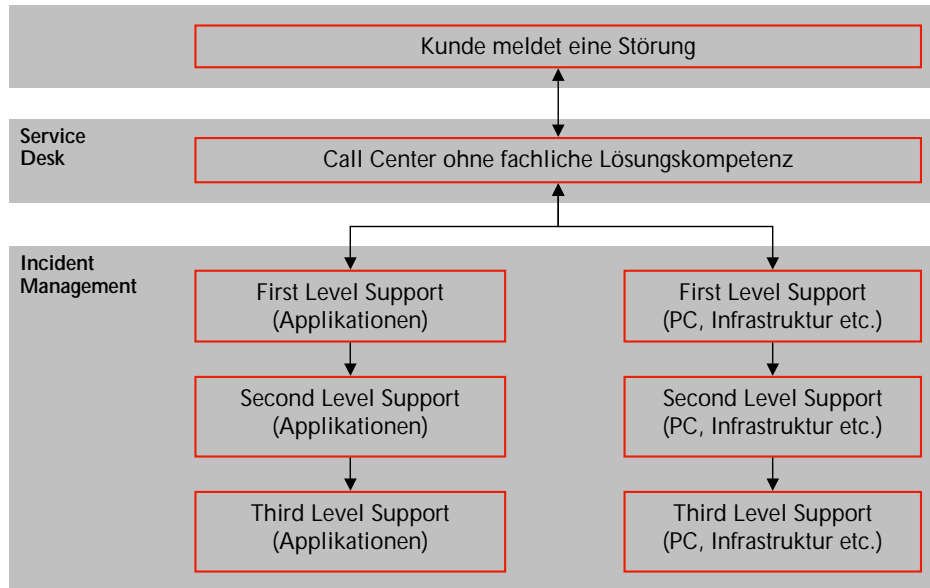 Kunde meldet eine Störung
Service
Desk
Call Center ohne fachliche Lösungskompetenz
Incident
Management
First Level Support
(Applikationen)
First Level Support
(PC, Infrastruktur etc.)
Second Level Support
(Applikationen)
Second Level Support
(PC, Infrastruktur etc.)
Third Level Support
(Applikationen)
Third Level Support
(PC, Infrastruktur etc.)